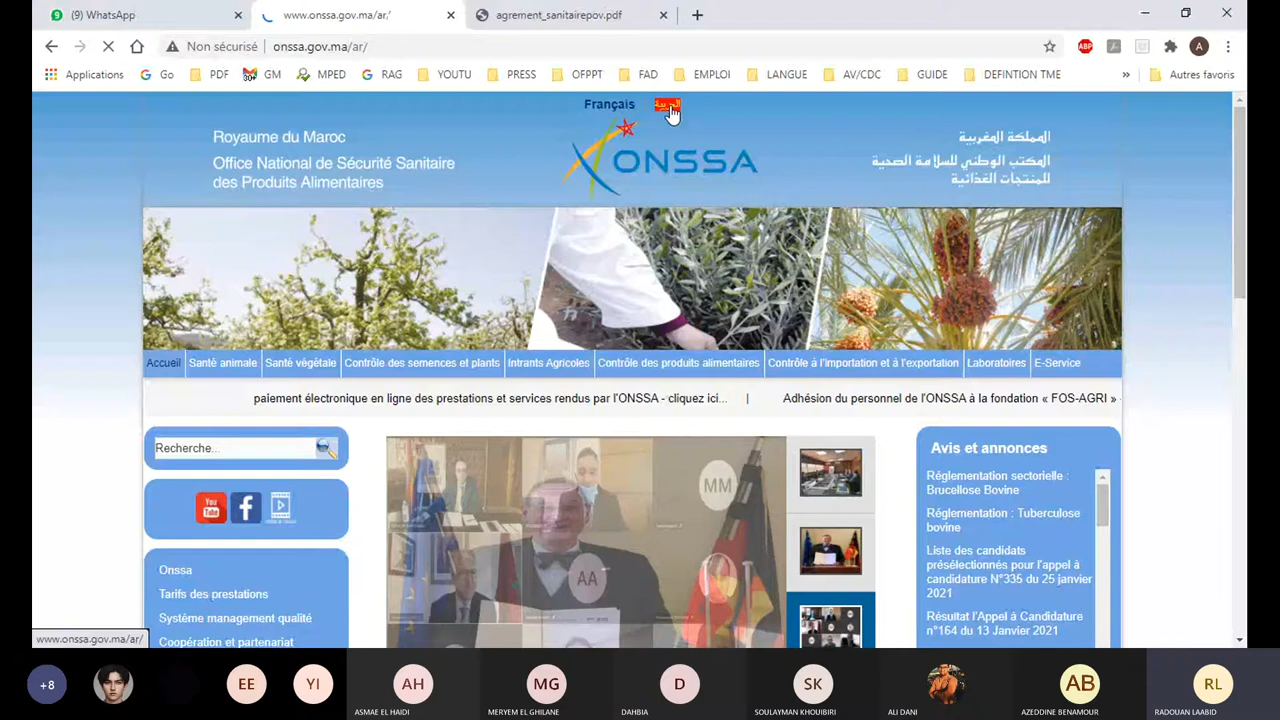 (9) WhatsApp
www.onssa.gov.ma/ar,'
agrement_sanitairepov.pdf
Non sécurisé | onssa.gov.ma/ar/
ABP
A
Applications
Go
PDF
GM
MPED
RAG
YOUTU
PRESS
OFPPT
FAD
EMPLOI
LANGUE
AV/CDC
GUIDE
DEFINTION TME
»
Autres favoris
Français
العربية
Royaume du Maroc
Office National de Sécurité Sanitaire
des Produits Alimentaires
ONSSA
المملكة المغربية
المكتب الوطني للسلامة الصحية
للمنتجات الغذائية
Accueil
Santé animale
Santé végétale
Contrôle des semences et plants
Intrants Agricoles
Contrôle des produits alimentaires
Contrôle à l'importation et à l'exportation
Laboratoires
E-Service
paiement électronique en ligne des prestations et services rendus par l'ONSSA - cliquez ici... | Adhésion du personnel de l'ONSSA à la fondation « FOS-AGRI »
Recherche...
You
Tube
f
Onssa
Tarifs des prestations
Système management qualité
Coopération et partenariat
MM
AA
Avis et annonces
Réglementation sectorielle :
Brucellose Bovine
Réglementation : Tuberculose
bovine
Liste des candidats
présélectionnés pour l'appel à
candidature N°335 du 25 janvier
2021
Résultat l'Appel à Candidature
n°164 du 13 Janvier 2021
www.onssa.gov.ma/ar/
+8
EE
YI
AH
ASMAE EL HAIDI
MG
MERYEM EL GHILANE
D
DAHBIA
SK
SOULAYMAN KHOUIBIRI
ALI DANI
AB
AZEDDINE BENAMOUR
RL
RADOUAN LAABID